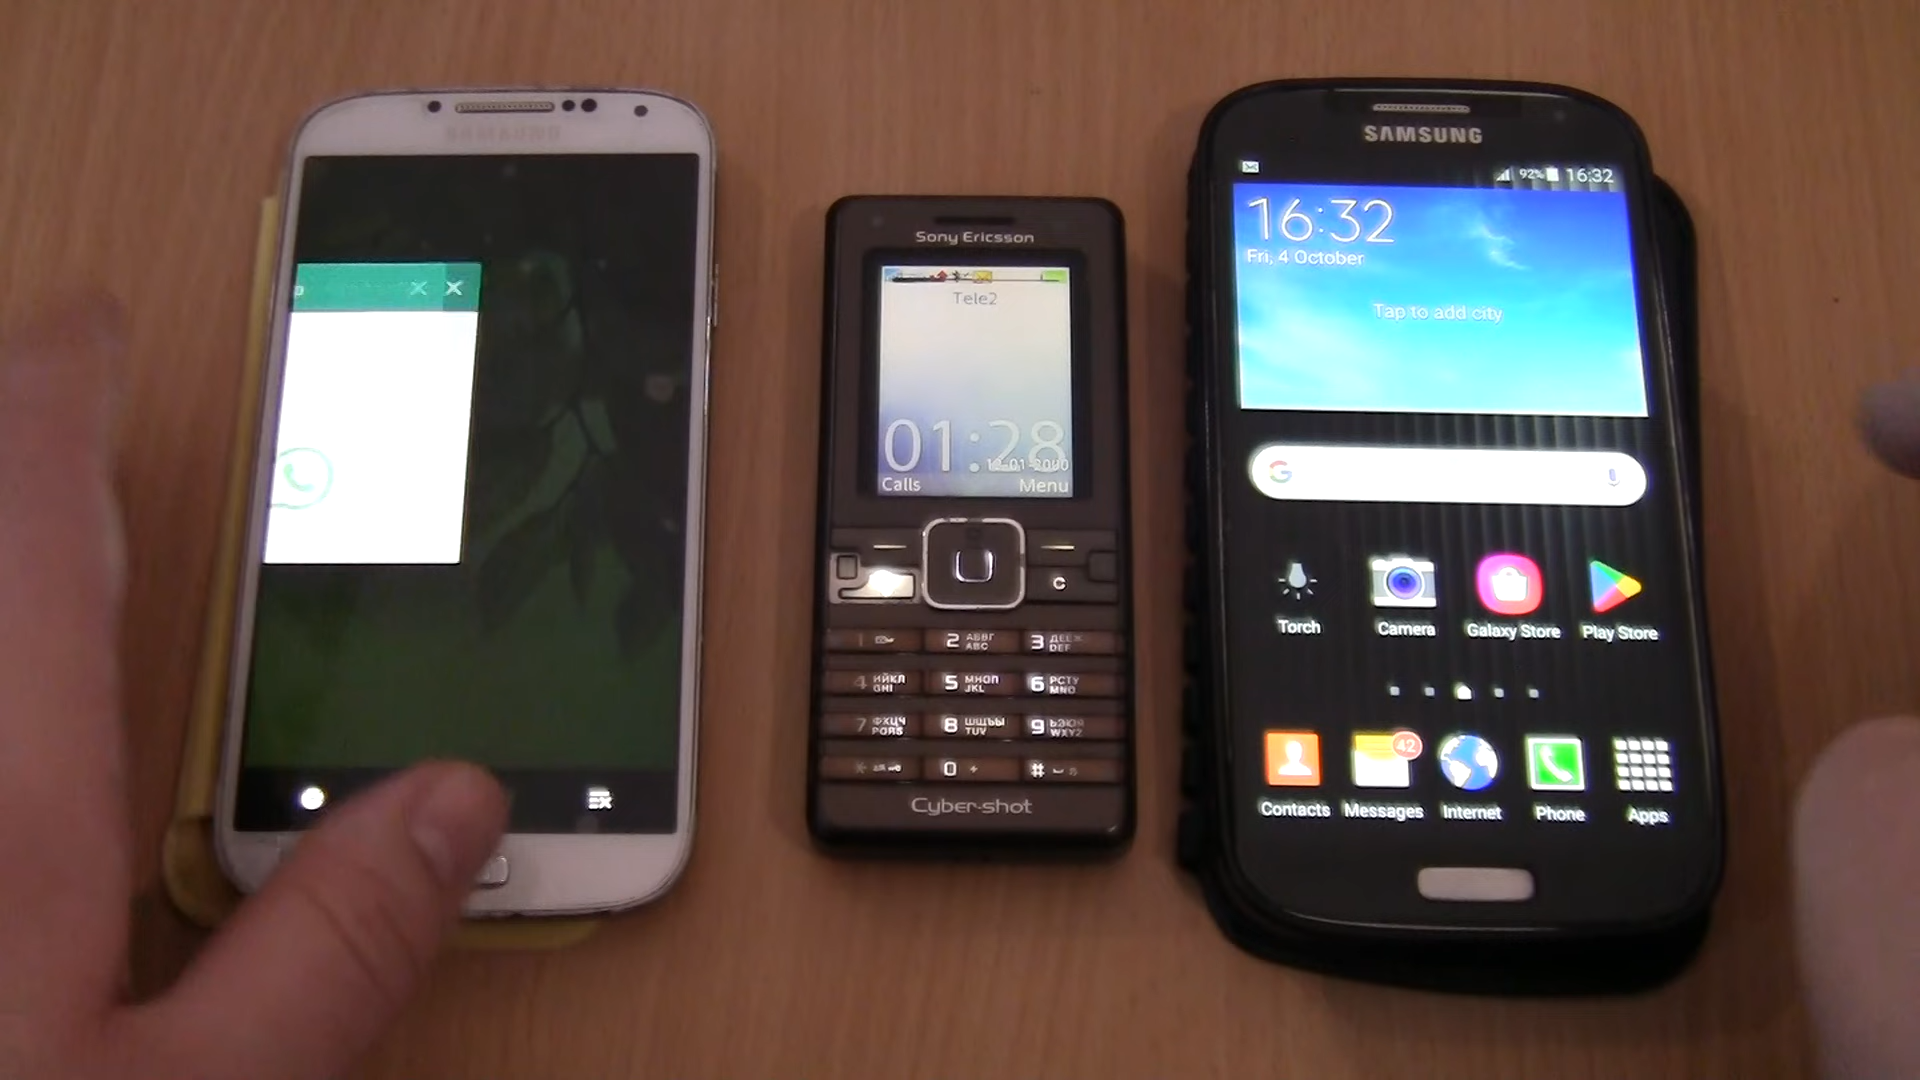 SAMSUNG
Sony Ericsson
Tele2
01:28
Calls
Menu
C
2 АБВГ ABC
3 DEF
4 ИЙКЛ GHI
5 МНОП JKL
6 РСТУ MNO
7 ФХЦЧ PQRS
8 ШЩЪЫ TUV
9 WXYZ
0 +
#
Cyber-shot
SAMSUNG
92% 16:32
16:32
Fri, 4 October
Tap to add city
G
Torch
Camera
Galaxy Store
Play Store
42
Contacts
Messages
Internet
Phone
Apps